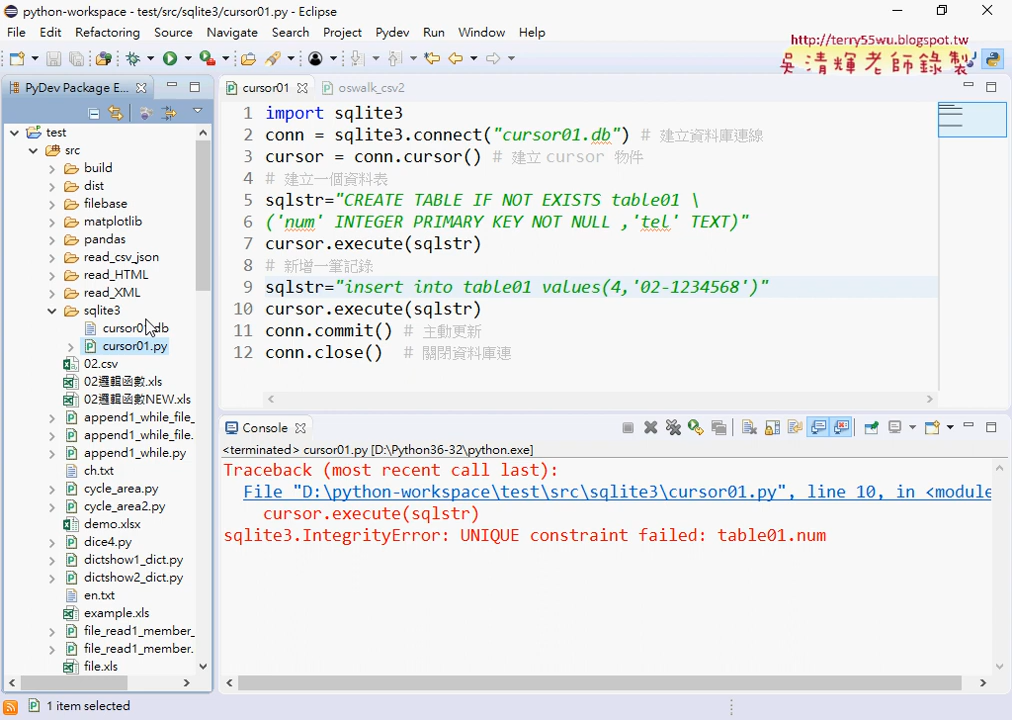 python-workspace - test/src/sqlite3/cursor01.py - Eclipse
File Edit Refactoring Source Navigate Search Project Pydev Run Window Help
http://terry55wu.blogspot.tw
吳清輝老師錄製
PyDev Package E...
test
src
build
dist
filebase
matplotlib
pandas
read_csv_json
read_HTML
read_XML
sqlite3
cursor01.db
cursor01.py
02.csv
02邏輯函數.xls
02邏輯函數NEW.xls
append1_while_file_
append1_while_file.
append1_while.py
ch.txt
cycle_area.py
cycle_area2.py
demo.xlsx
dice4.py
dictshow1_dict.py
dictshow2_dict.py
en.txt
example.xls
file_read1_member_
file_read1_member.
file.xls
cursor01 oswalk_csv2
1 import sqlite3
2 conn = sqlite3.connect("cursor01.db") # 建立資料庫連線
3 cursor = conn.cursor() # 建立 cursor 物件
4 # 建立一個資料表
5 sqlstr="CREATE TABLE IF NOT EXISTS table01 \
6 ('num' INTEGER PRIMARY KEY NOT NULL ,'tel' TEXT)"
7 cursor.execute(sqlstr)
8 # 新增一筆記錄
9 sqlstr="insert into table01 values(4,'02-1234568')"
10 cursor.execute(sqlstr)
11 conn.commit() # 主動更新
12 conn.close() # 關閉資料庫連
Console
<terminated> cursor01.py [D:\Python36-32\python.exe]
Traceback (most recent call last):
File "D:\python-workspace\test\src\sqlite3\cursor01.py", line 10, in <module
cursor.execute(sqlstr)
sqlite3.IntegrityError: UNIQUE constraint failed: table01.num
1 item selected